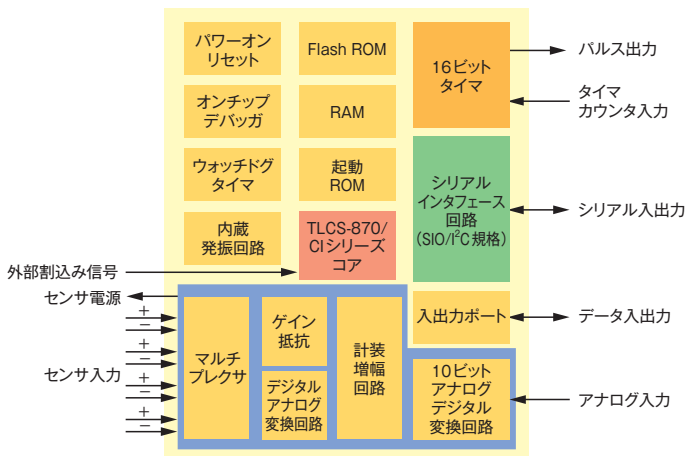 パワーオン
リセット
Flash ROM
16ビット
タイマ
パルス出力
タイマ
カウンタ入力
オンチップ
デバッガ
RAM
ウォッチドグ
タイマ
起動
ROM
シリアル
インタフェース
回路
(SIO/I²C規格)
シリアル入出力
内蔵
発振回路
TLCS-870/
CIシリーズ
コア
外部割込み信号
センサ電源
入出力ポート
データ入出力
+
−
+
−
センサ入力
+
−
+
−
マルチ
プレクサ
ゲイン
抵抗
デジタル
アナログ
変換回路
計装
増幅
回路
10ビット
アナログ
デジタル
変換回路
アナログ入力